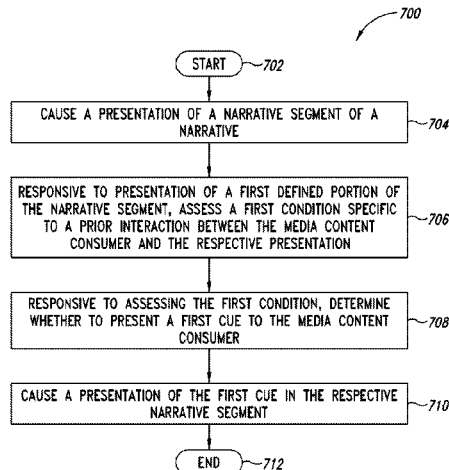 700
START
702
CAUSE A PRESENTATION OF A NARRATIVE SEGMENT OF A
NARRATIVE
704
RESPONSIVE TO PRESENTATION OF A FIRST DEFINED PORTION OF
THE NARRATIVE SEGMENT, ASSESS A FIRST CONDITION SPECIFIC
TO A PRIOR INTERACTION BETWEEN THE MEDIA CONTENT
CONSUMER AND THE RESPECTIVE PRESENTATION
706
RESPONSIVE TO ASSESSING THE FIRST CONDITION, DETERMINE
WHETHER TO PRESENT A FIRST CUE TO THE MEDIA CONTENT
CONSUMER
708
CAUSE A PRESENTATION OF THE FIRST CUE IN THE RESPECTIVE
NARRATIVE SEGMENT
710
END
712